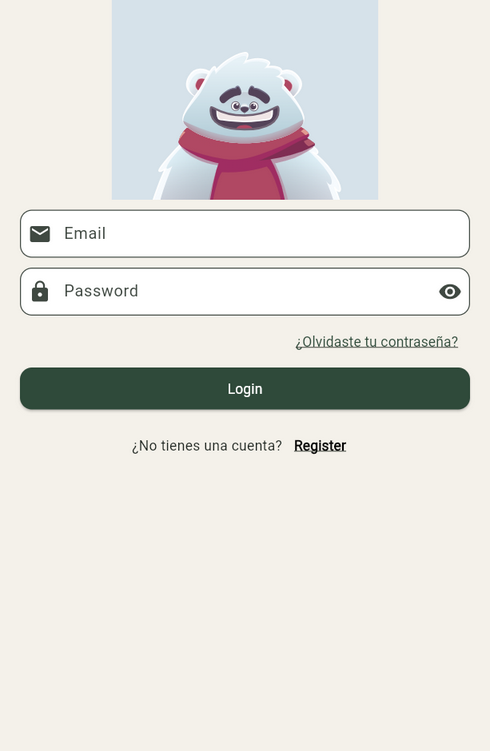 Email
Password
¿Olvidaste tu contraseña?
Login
¿No tienes una cuenta? Register